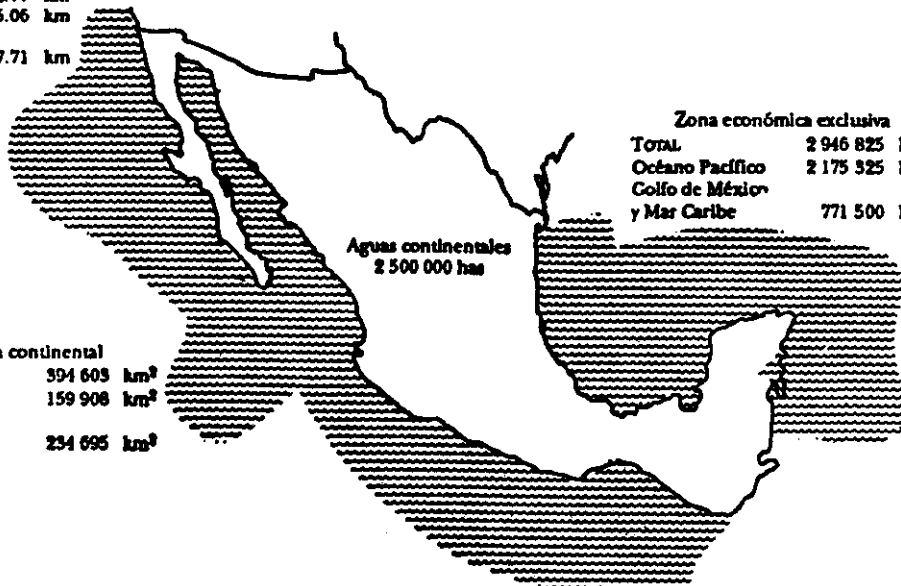 km
6.06 km
7.71 km
Zona económica exclusiva
TOTAL 2 946 825
Océano Pacífico 2 175 325
Golfo de México
y Mar Caribe 771 500
Aguas continentales
2 500 000 has
continental
394 603 km²
159 908 km²
234 695 km²